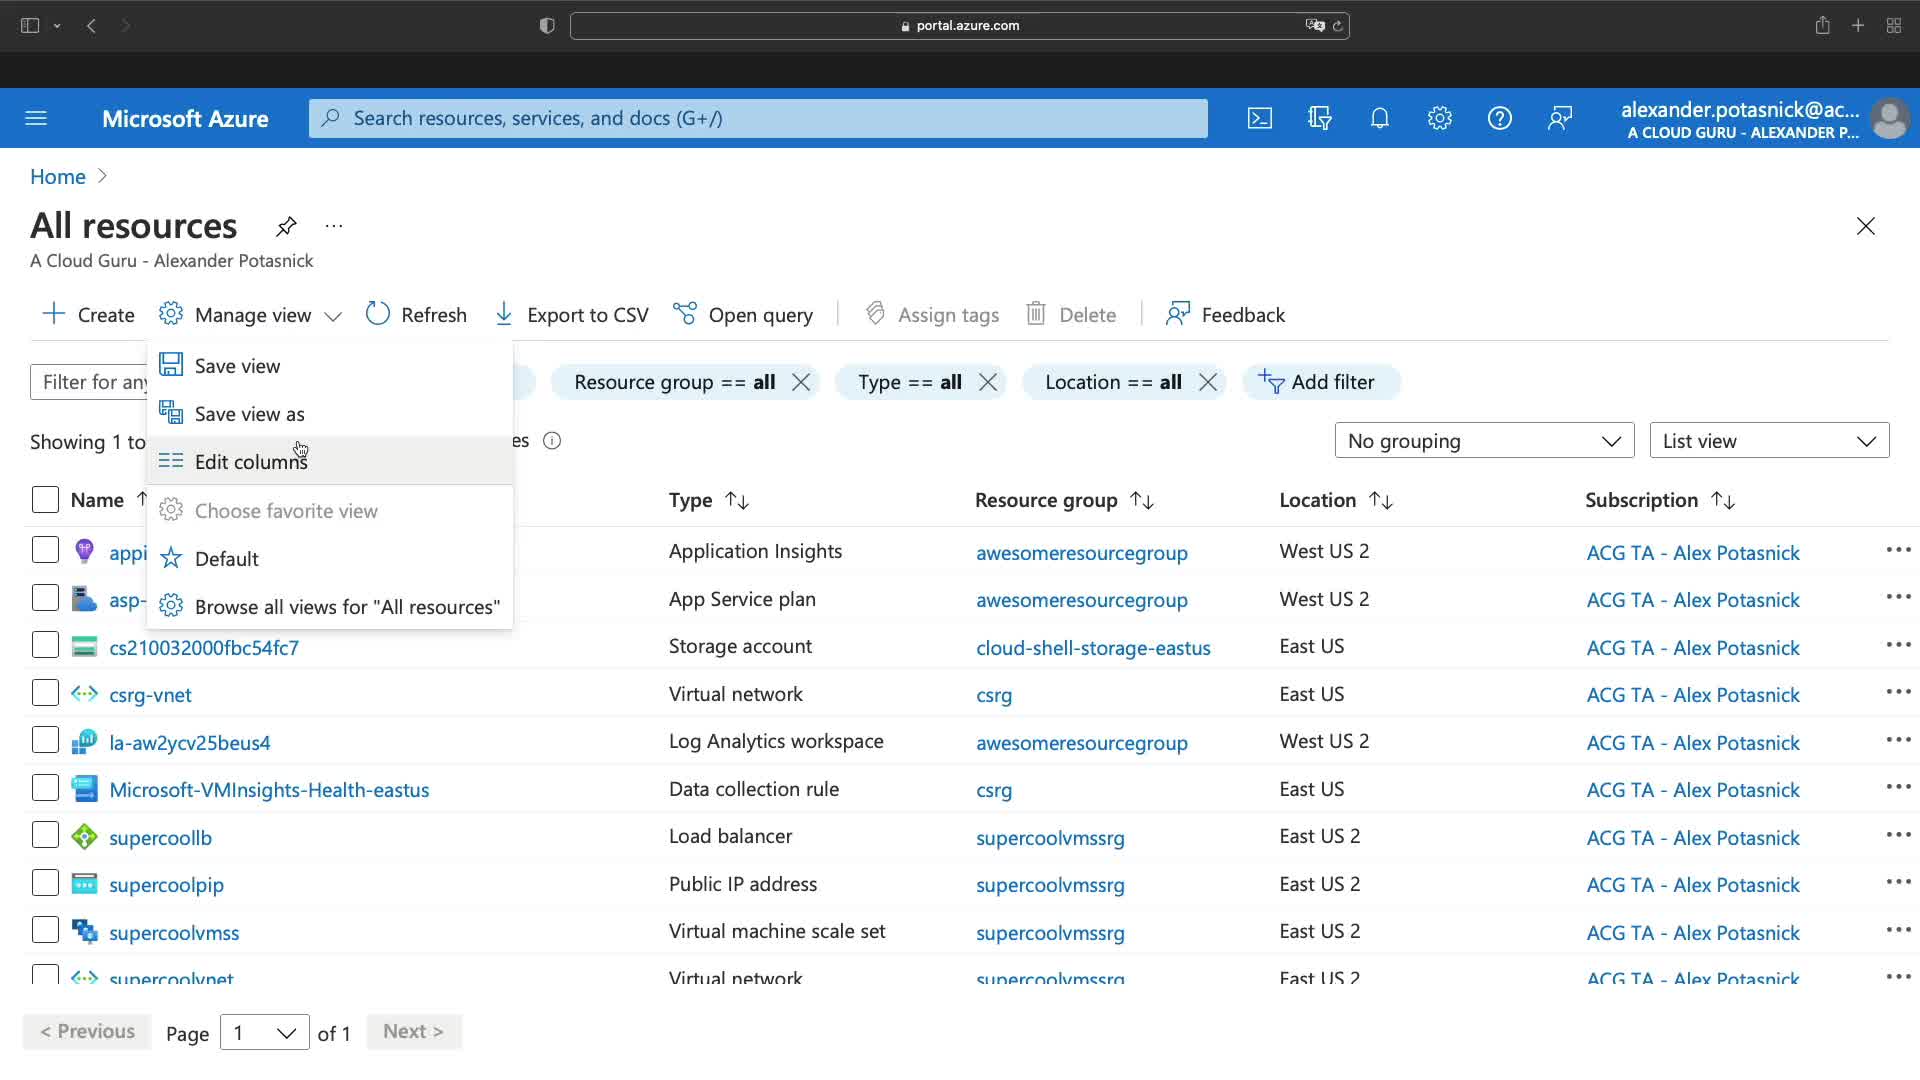 portal.azure.com
Microsoft Azure
Search resources, services, and docs (G+/)
alexander.potasnick@ac...
A CLOUD GURU - ALEXANDER P...
Home
All resources
A Cloud Guru - Alexander Potasnick
Create
Manage view
Refresh
Export to CSV
Open query
Assign tags
Delete
Feedback
Save view
Save view as
Edit columns
Choose favorite view
Default
Browse all views for "All resources"
Filter for any
Resource group == all
Type == all
Location == all
Add filter
Showing 1 to
es
No grouping
List view
Name Type Resource group Location Subscription
appi Application Insights awesomeresourcegroup West US 2 ACG TA - Alex Potasnick
asp- App Service plan awesomeresourcegroup West US 2 ACG TA - Alex Potasnick
cs210032000fbc54fc7 Storage account cloud-shell-storage-eastus East US ACG TA - Alex Potasnick
csrg-vnet Virtual network csrg East US ACG TA - Alex Potasnick
la-aw2ycv25beus4 Log Analytics workspace awesomeresourcegroup West US 2 ACG TA - Alex Potasnick
Microsoft-VMInsights-Health-eastus Data collection rule csrg East US ACG TA - Alex Potasnick
supercoollb Load balancer supercoolvmssrg East US 2 ACG TA - Alex Potasnick
supercoolpip Public IP address supercoolvmssrg East US 2 ACG TA - Alex Potasnick
supercoolvmss Virtual machine scale set supercoolvmssrg East US 2 ACG TA - Alex Potasnick
supercoolvnet Virtual network supercoolvmssrg East US 2 ACG TA - Alex Potasnick
< Previous Page 1 of 1 Next >